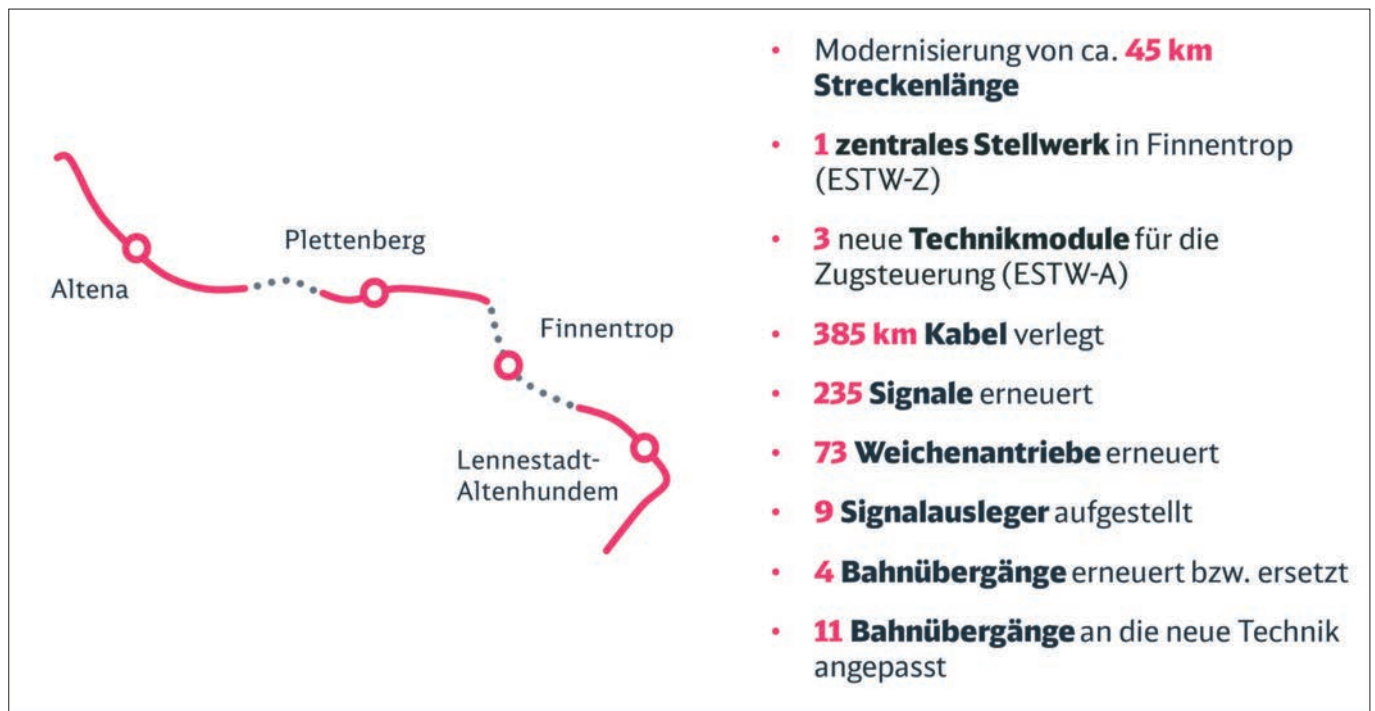 Altena
Plettenberg
Finnentrop
Lennestadt-
Altenhundem
• Modernisierung von ca. 45 km
Streckenlänge
• 1 zentrales Stellwerk in Finnentrop
(ESTW-Z)
• 3 neue Technikmodule für die
Zugsteuerung (ESTW-A)
• 385 km Kabel verlegt
• 235 Signale erneuert
• 73 Weichenantriebe erneuert
• 9 Signalausleger aufgestellt
• 4 Bahnübergänge erneuert bzw. ersetzt
• 11 Bahnübergänge an die neue Technik
angepasst